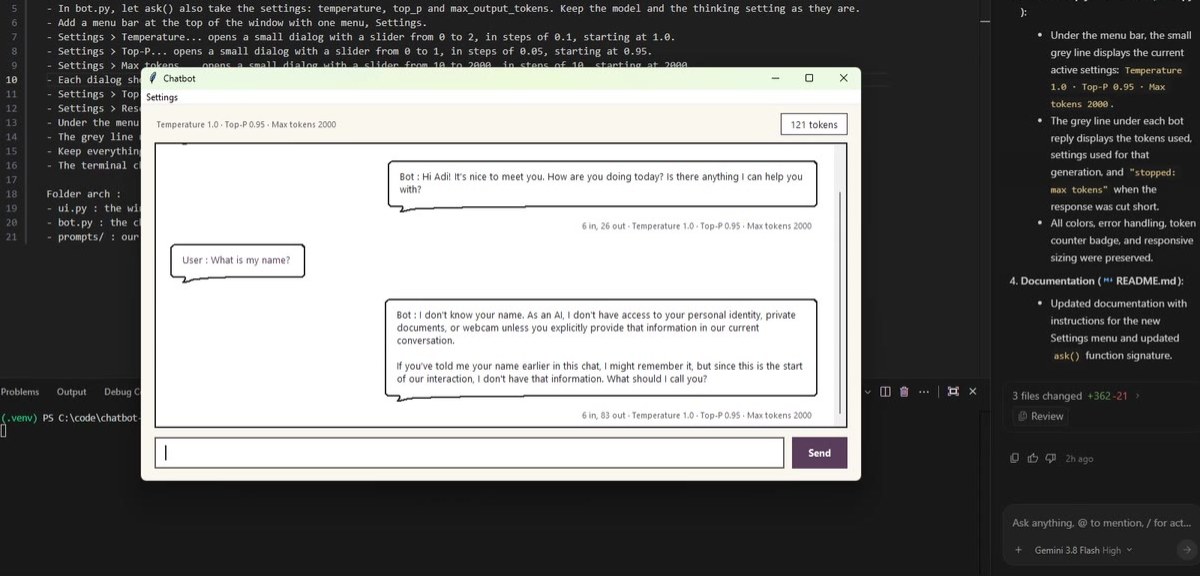 5 - In bot.py, let ask() also take the settings: temperature, top_p and max_output_tokens. Keep the model and the thinking setting as they are.
6 - Add a menu bar at the top of the window with one menu, Settings.
7 - Settings > Temperature... opens a small dialog with a slider from 0 to 2, in steps of 0.1, starting at 1.0.
8 - Settings > Top-P... opens a small dialog with a slider from 0 to 1, in steps of 0.05, starting at 0.95.
9 - Settings > Max tokens opens a small dialog with a slider from 10 to 2000, in steps of 10, starting at 2000.
10 - Each dialog sh
11 - Settings > Top
12 - Settings > Res
13 - Under the menu
14 - The grey line
15 - Keep everythin
16 - The terminal c
17
18 Folder arch :
19 - ui.py : the wi
20 - bot.py : the c
21 - prompts/ : our
Chatbot
Settings
Temperature 1.0 · Top-P 0.95 · Max tokens 2000
121 tokens
Bot : Hi Adi! It's nice to meet you. How are you doing today? Is there anything I can help you
with?
6 in, 26 out · Temperature 1.0 · Top-P 0.95 · Max tokens 2000
User : What is my name?
Bot : I don't know your name. As an AI, I don't have access to your personal identity, private
documents, or webcam unless you explicitly provide that information in our current
conversation.
If you've told me your name earlier in this chat, I might remember it, but since this is the start
of our interaction, I don't have that information. What should I call you?
6 in, 83 out · Temperature 1.0 · Top-P 0.95 · Max tokens 2000
Send
Problems Output Debug C
(.venv) PS C:\code\chatbot-
):
• Under the menu bar, the small
grey line displays the current
active settings: Temperature
1.0 · Top-P 0.95 · Max
tokens 2000.
• The grey line under each bot
reply displays the tokens used,
settings used for that
generation, and "stopped:
max tokens" when the
response was cut short.
• All colors, error handling, token
counter badge, and responsive
sizing were preserved.
4. Documentation ( README.md):
• Updated documentation with
instructions for the new
Settings menu and updated
ask() function signature.
3 files changed +362 -21 >
Review
2h ago
Ask anything, @ to mention, / for act...
+ Gemini 3.8 Flash High